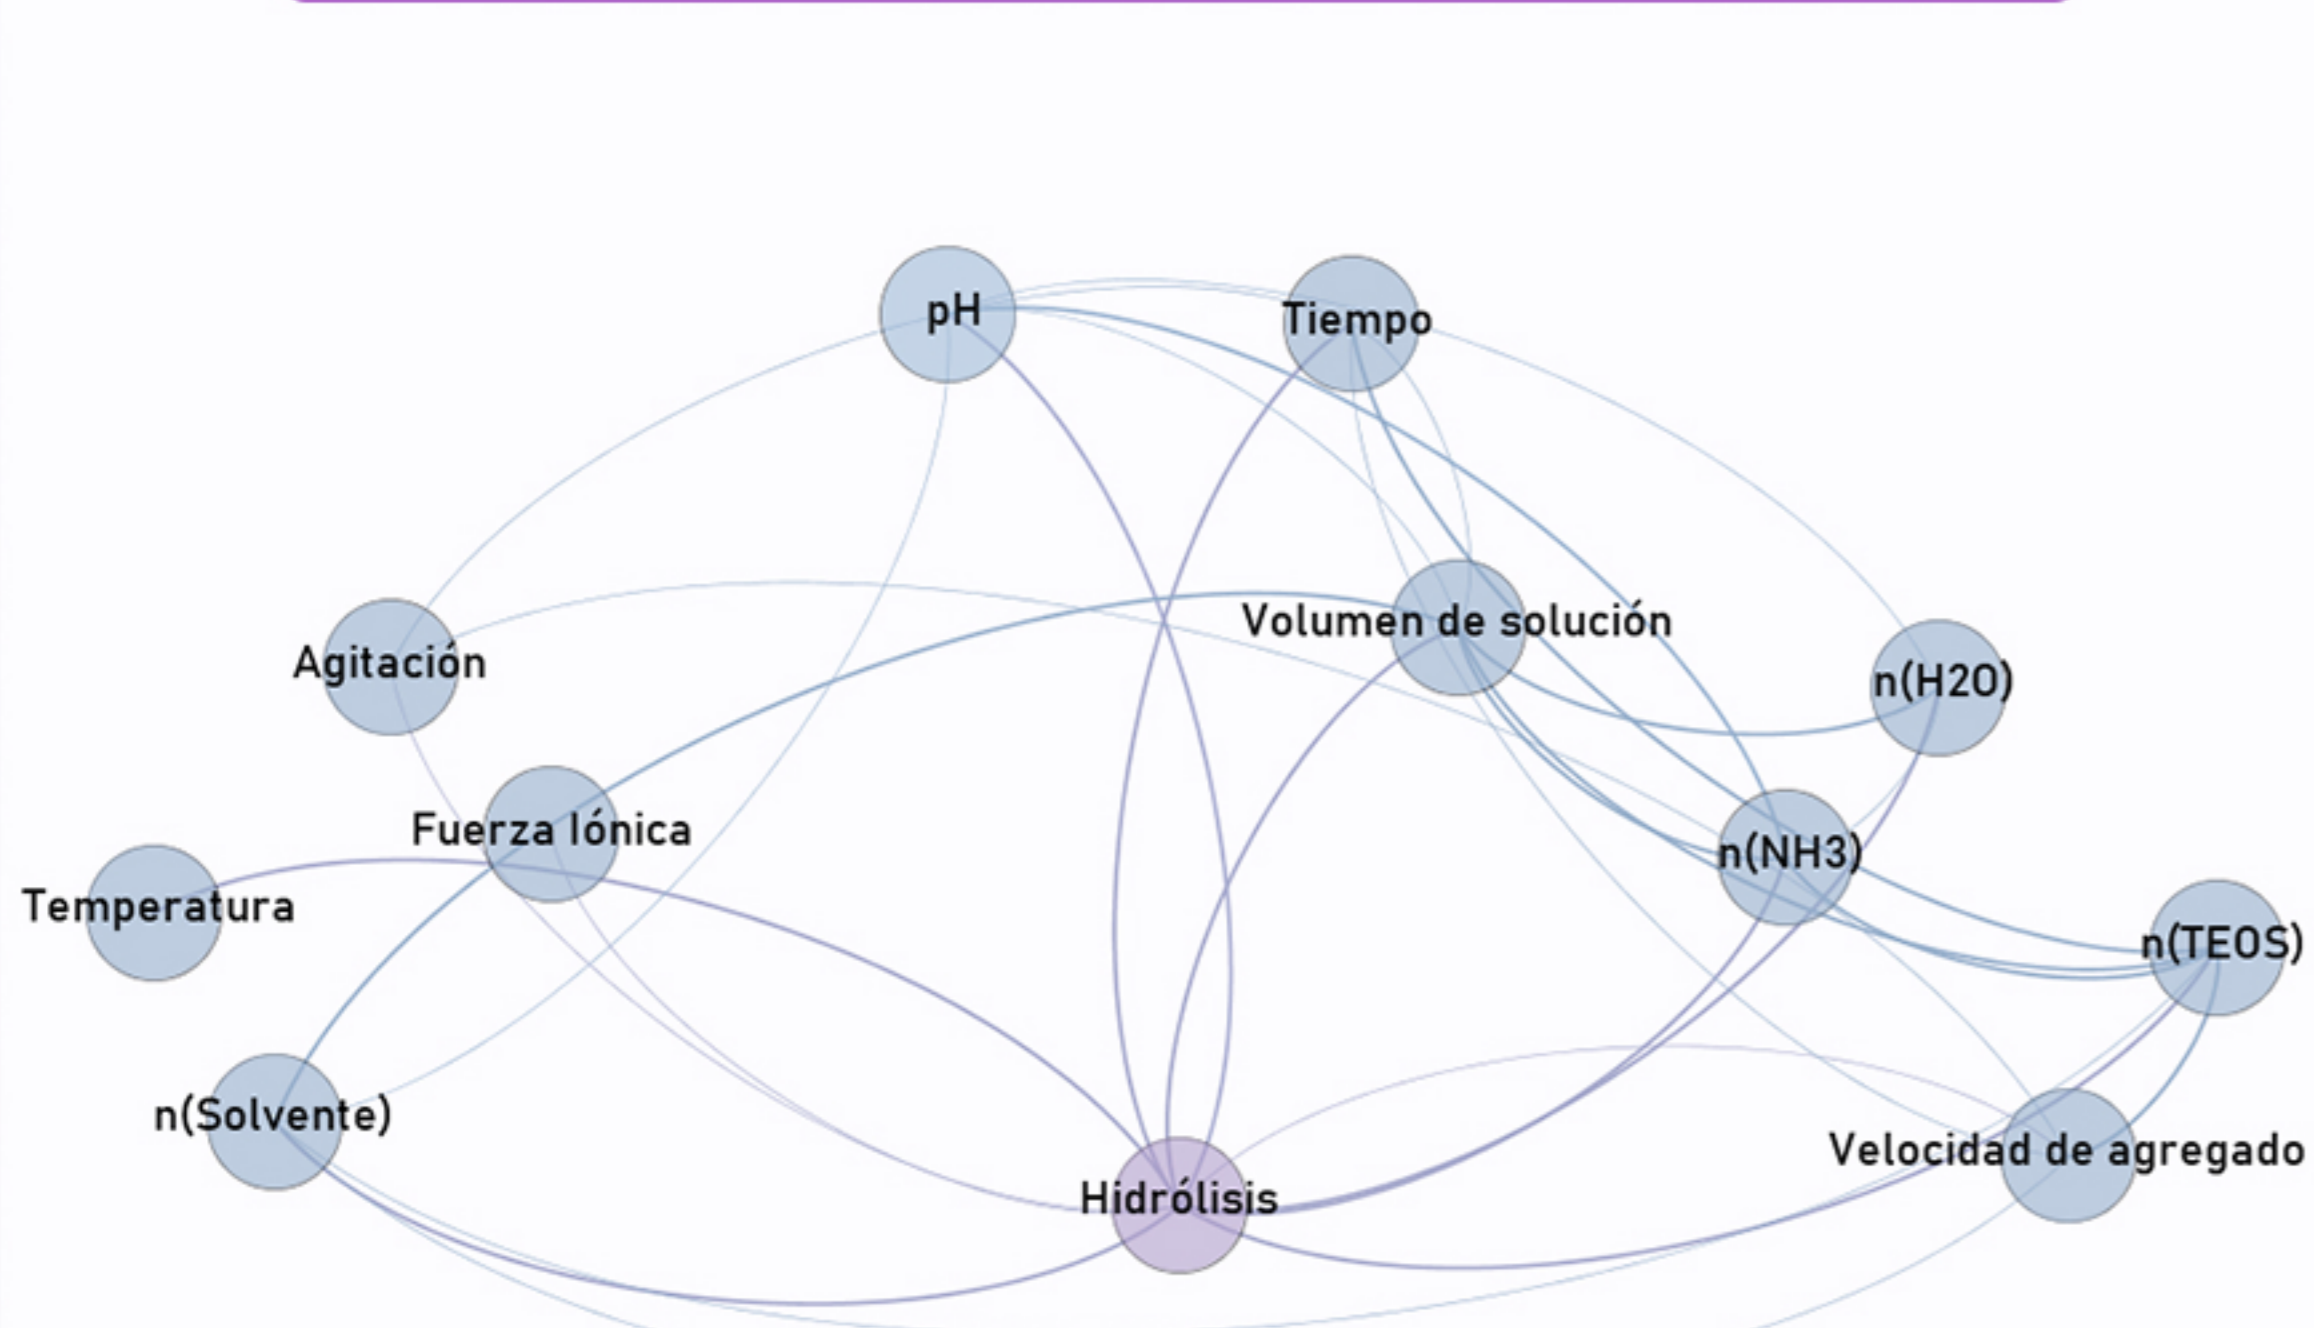 pH
Tiempo
Volumen de solución
Agitación
n(H2O)
Fuerza Iónica
n(NH3)
Temperatura
n(TEOS)
n(Solvente)
Velocidad de agregado
Hidrólisis